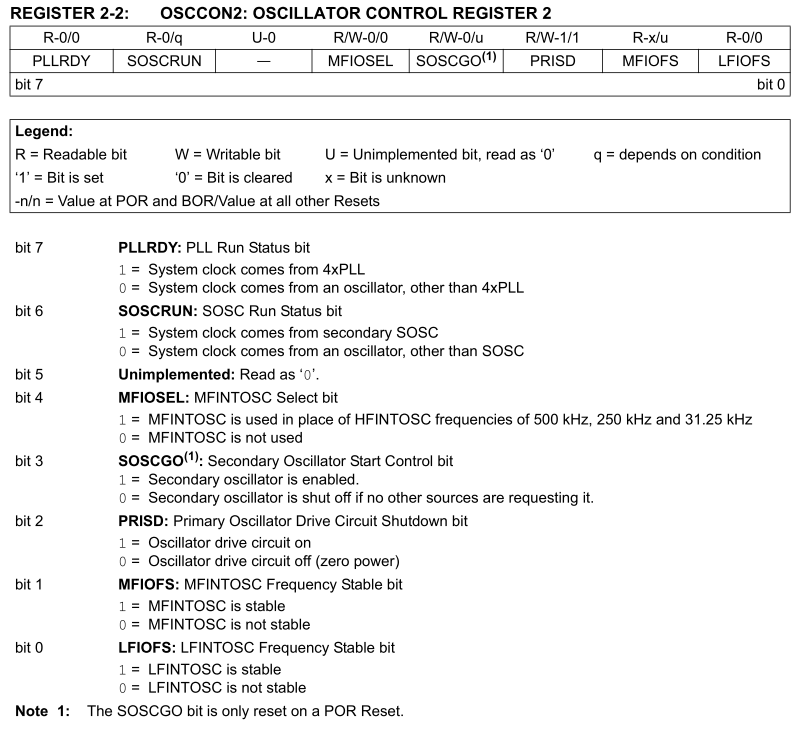 REGISTER 2-2: OSCCON2: OSCILLATOR CONTROL REGISTER 2
R-0/0 R-0/q U-0 R/W-0/0 R/W-0/u R/W-1/1 R-x/u R-0/0
PLLRDY SOSCRUN — MFIOSEL SOSCGO(1) PRISD MFIOFS LFIOFS
bit 7 bit 0
Legend:
R = Readable bit W = Writable bit U = Unimplemented bit, read as ‘0’ q = depends on condition
‘1’ = Bit is set ‘0’ = Bit is cleared x = Bit is unknown
-n/n = Value at POR and BOR/Value at all other Resets
bit 7 PLLRDY: PLL Run Status bit
1 = System clock comes from 4xPLL
0 = System clock comes from an oscillator, other than 4xPLL
bit 6 SOSCRUN: SOSC Run Status bit
1 = System clock comes from secondary SOSC
0 = System clock comes from an oscillator, other than SOSC
bit 5 Unimplemented: Read as ‘0’.
bit 4 MFIOSEL: MFINTOSC Select bit
1 = MFINTOSC is used in place of HFINTOSC frequencies of 500 kHz, 250 kHz and 31.25 kHz
0 = MFINTOSC is not used
bit 3 SOSCGO(1): Secondary Oscillator Start Control bit
1 = Secondary oscillator is enabled.
0 = Secondary oscillator is shut off if no other sources are requesting it.
bit 2 PRISD: Primary Oscillator Drive Circuit Shutdown bit
1 = Oscillator drive circuit on
0 = Oscillator drive circuit off (zero power)
bit 1 MFIOFS: MFINTOSC Frequency Stable bit
1 = MFINTOSC is stable
0 = MFINTOSC is not stable
bit 0 LFIOFS: LFINTOSC Frequency Stable bit
1 = LFINTOSC is stable
0 = LFINTOSC is not stable
Note 1: The SOSCGO bit is only reset on a POR Reset.